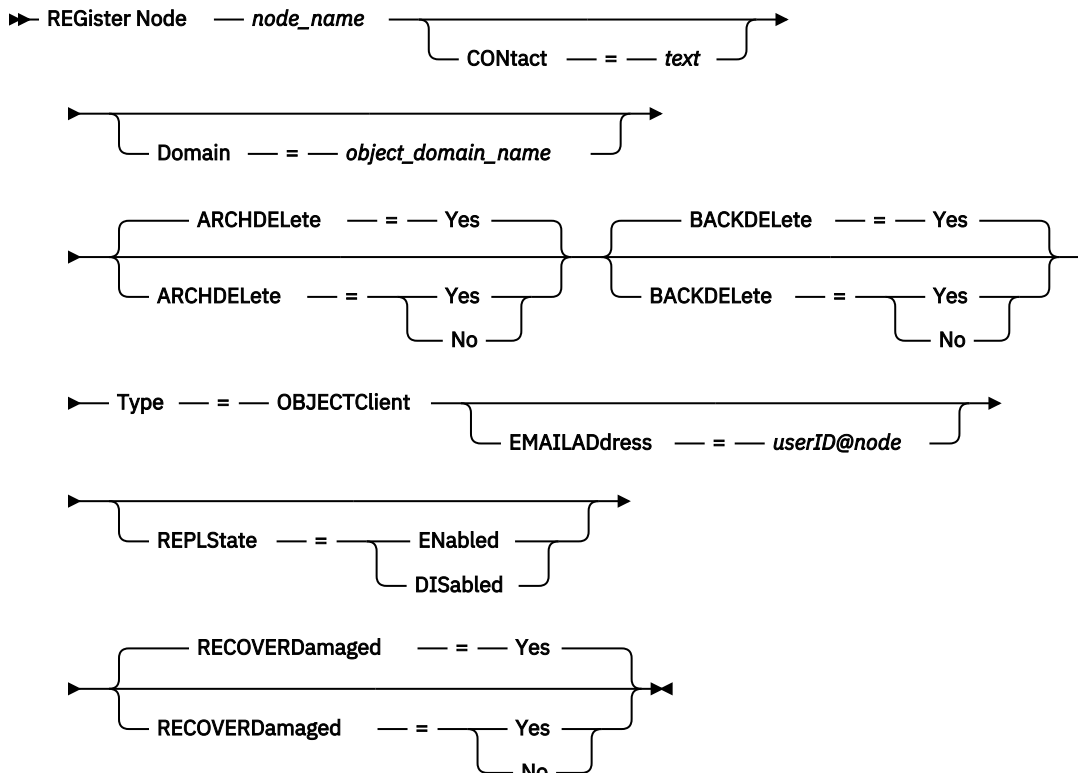 REGister Node — node_name
CONtact — = — text
Domain — = — object_domain_name
ARCHDELete — = — Yes BACKDELete — = — Yes
ARCHDELete = Yes BACKDELete = Yes
No No
Type — = — OBJECTClient
EMAILADdress — = — userID@node
REPLState — = ENabled
DISabled
RECOVERDamaged — = — Yes
RECOVERDamaged — = Yes
No